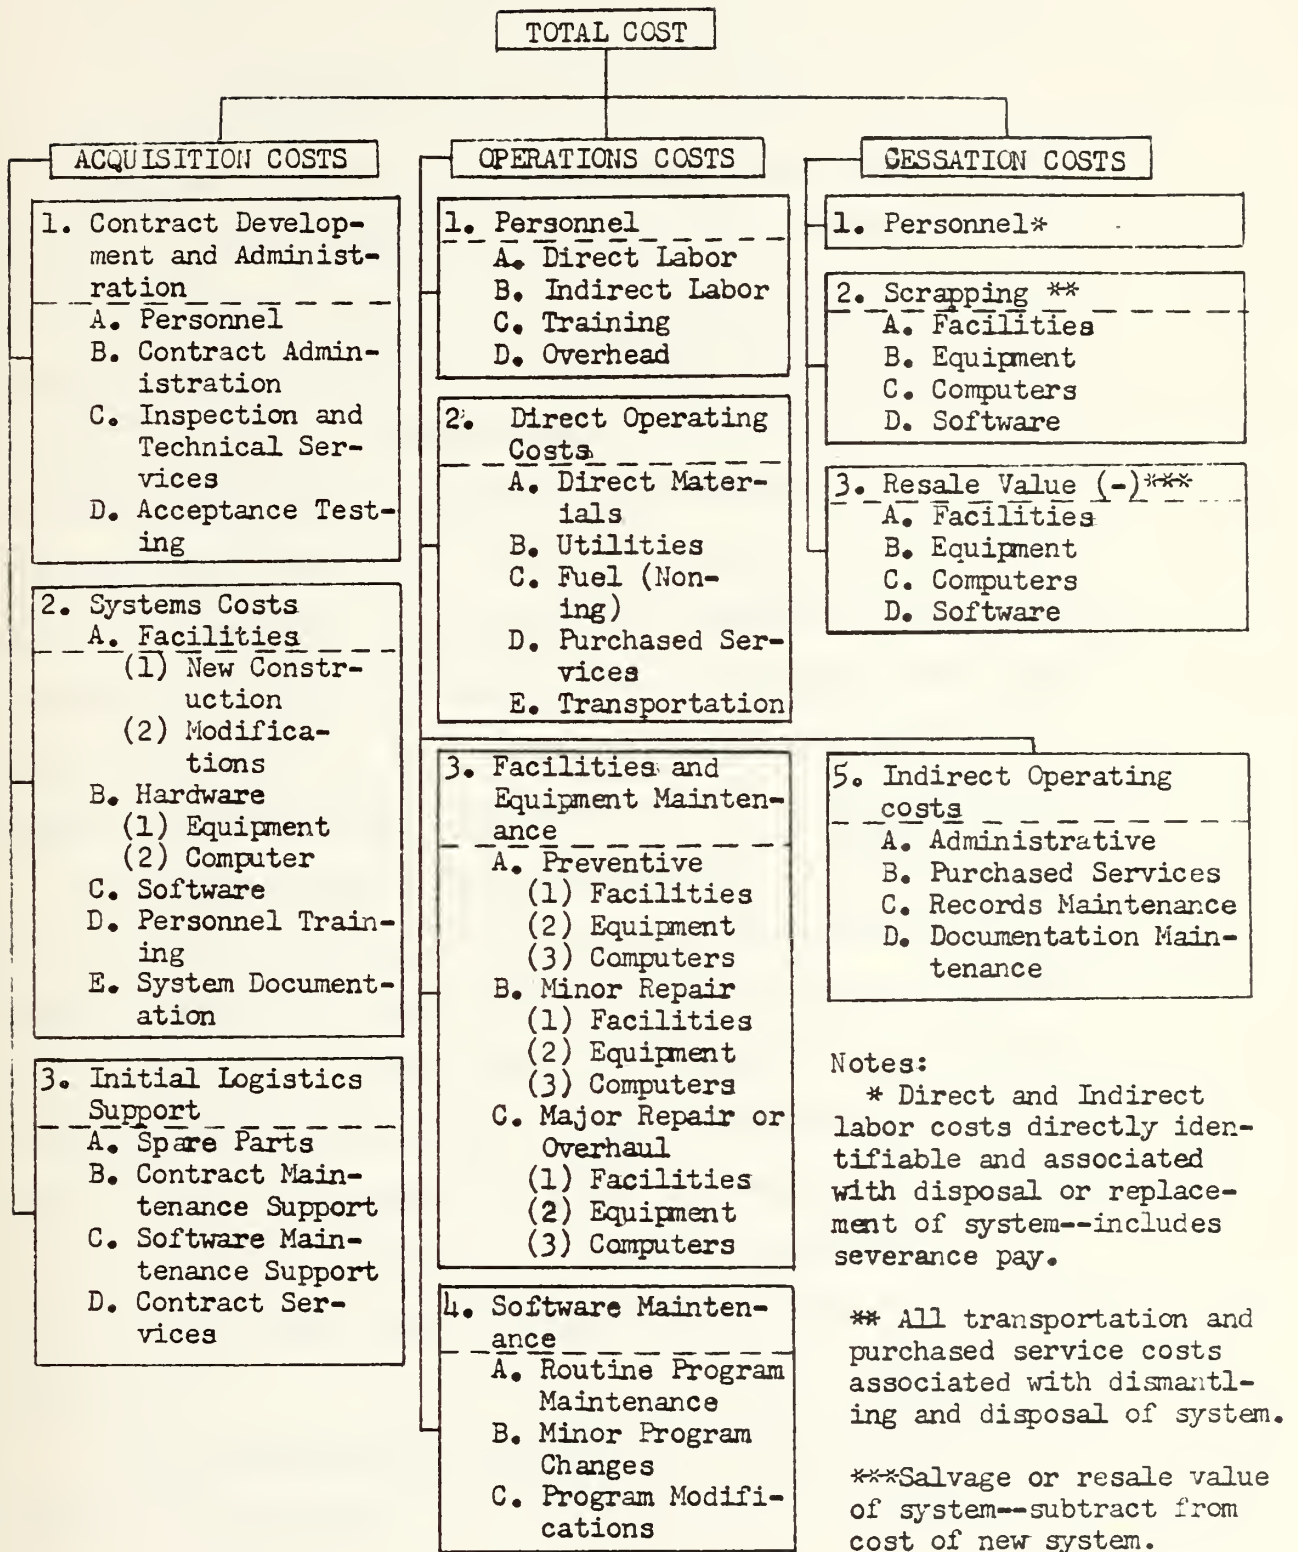 TOTAL COST
ACQUISITION COSTS
1. Contract Develop-
ment and Administ-
ration
A. Personnel
B. Contract Admin-
istration
C. Inspection and
Technical Ser-
vices
D. Acceptance Test-
ing
2. Systems Costs
A. Facilities
(1) New Constr-
uction
(2) Modifica-
tions
B. Hardware
(1) Equipment
(2) Computer
C. Software
D. Personnel Train-
ing
E. System Document-
ation
3. Initial Logistics
Support
A. Spare Parts
B. Contract Main-
tenance Support
C. Software Main-
tenance Support
D. Contract Ser-
vices
OPERATIONS COSTS
1. Personnel
A. Direct Labor
B. Indirect Labor
C. Training
D. Overhead
2. Direct Operating
Costs
A. Direct Mater-
ials
B. Utilities
C. Fuel (Non-
ing)
D. Purchased Ser-
vices
E. Transportation
3. Facilities and
Equipment Mainten-
ance
A. Preventive
(1) Facilities
(2) Equipment
(3) Computers
B. Minor Repair
(1) Facilities
(2) Equipment
(3) Computers
C. Major Repair or
Overhaul
(1) Facilities
(2) Equipment
(3) Computers
4. Software Mainten-
ance
A. Routine Program
Maintenance
B. Minor Program
Changes
C. Program Modifi-
cations
CESSATION COSTS
1. Personnel*
2. Scrapping **
A. Facilities
B. Equipment
C. Computers
D. Software
3. Resale Value (-)***
A. Facilities
B. Equipment
C. Computers
D. Software
5. Indirect Operating
costs
A. Administrative
B. Purchased Services
C. Records Maintenance
D. Documentation Main-
tenance
Notes:
* Direct and Indirect
labor costs directly iden-
tifiable and associated
with disposal or replace-
ment of system--includes
severance pay.
** All transportation and
purchased service costs
associated with dismantl-
ing and disposal of system.
***Salvage or resale value
of system--subtract from
cost of new system.